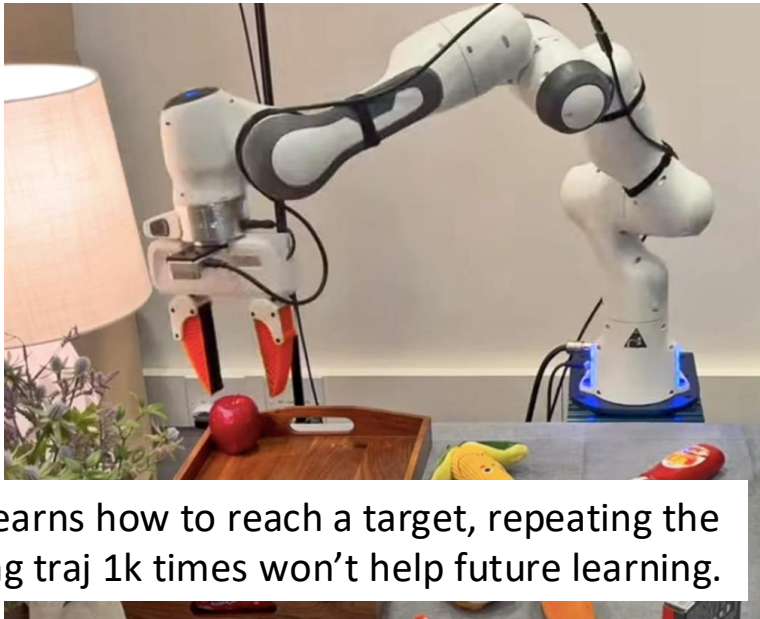 earns how to reach a target, repeating the
g traj 1k times won’t help future learning.